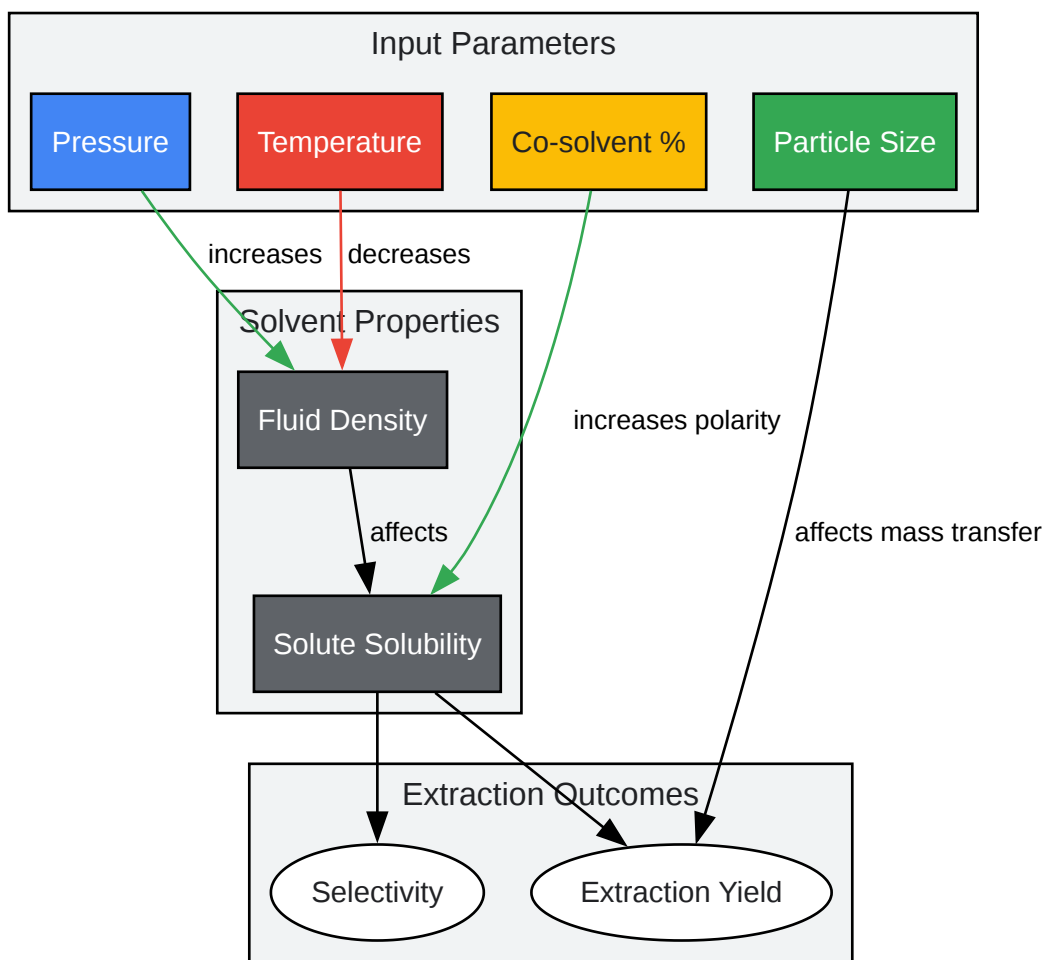 Input Parameters
Pressure
Temperature
Co-solvent %
Particle Size
increases
decreases
Solvent Properties
Fluid Density
increases polarity
affects
affects mass transfer
Solute Solubility
Extraction Outcomes
Selectivity
Extraction Yield